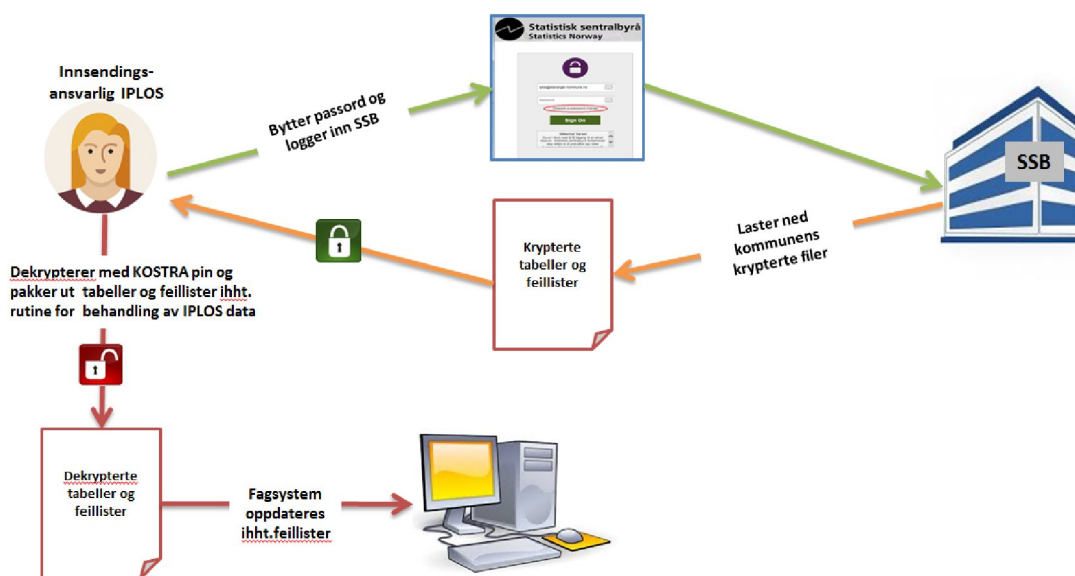 Innsendings-
ansvarlig IPLOS
Bytter passord og
logger inn SSB
Statistisk sentralbyrå
Statistics Norway
Sign On
SSB
Laster ned
kommunens
krypterte filer
Krypterte
tabeller og
feillister
Dekrypterer med KOSTRA pin og
pakker ut tabeller og feillister ihht.
rutine for behandling av IPLOS data
Dekrypterte
tabeller og
feillister
Fagsystem
oppdateres
ihht.feillister